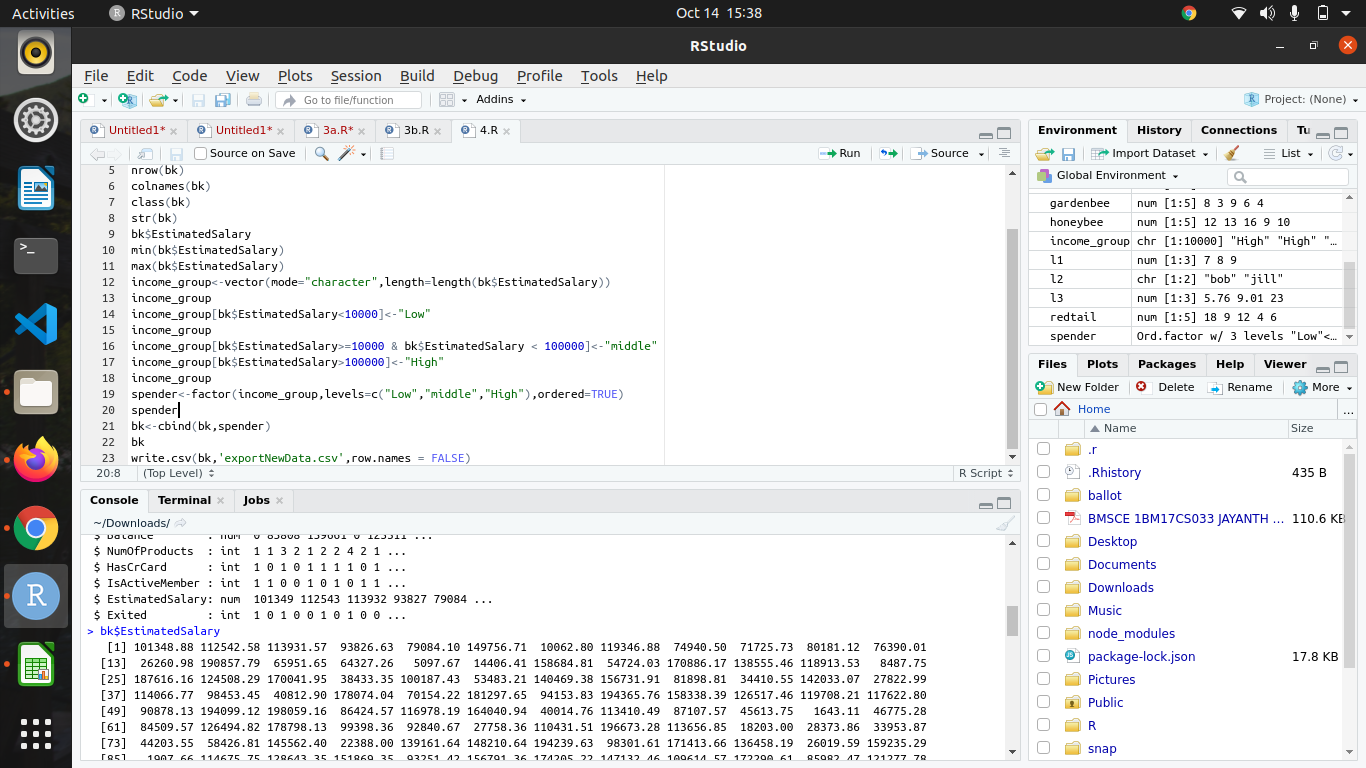 Activities RStudio Oct 14 15:38
RStudio
File Edit Code View Plots Session Build Debug Profile Tools Help
Go to file/function Addins Project: (None)
Untitled1* Untitled1* 3a.R* 3b.R 4.R
Source on Save Run Source
5 nrow(bk)
6 colnames(bk)
7 class(bk)
8 str(bk)
9 bk$EstimatedSalary
10 min(bk$EstimatedSalary)
11 max(bk$EstimatedSalary)
12 income_group<-vector(mode="character",length=length(bk$EstimatedSalary))
13 income_group
14 income_group[bk$EstimatedSalary<10000]<-"Low"
15 income_group
16 income_group[bk$EstimatedSalary>=10000 & bk$EstimatedSalary < 100000]<-"middle"
17 income_group[bk$EstimatedSalary>100000]<-"High"
18 income_group
19 spender<-factor(income_group,levels=c("Low","middle","High"),ordered=TRUE)
20 spender
21 bk<-cbind(bk,spender)
22 bk
23 write.csv(bk,'exportNewData.csv',row.names = FALSE)
20:8 (Top Level) R Script
Console Terminal Jobs
~/Downloads/
$ Balance : num 0 83808 159661 0 125511 ...
$ NumOfProducts : int 1 1 3 2 1 2 2 4 2 1 ...
$ HasCrCard : int 1 0 1 0 1 1 1 1 0 1 ...
$ IsActiveMember : int 1 1 0 0 1 0 1 0 1 1 ...
$ EstimatedSalary: num 101349 112543 113932 93827 79084 ...
$ Exited : int 1 0 1 0 0 1 0 1 0 0 ...
> bk$EstimatedSalary
[1] 101348.88 112542.58 113931.57 93826.63 79084.10 149756.71 10062.80 119346.88 74940.50 71725.73 80181.12 76390.01
[13] 26260.98 190857.79 65951.65 64327.26 5097.67 14406.41 158684.81 54724.03 170886.17 138555.46 118913.53 8487.75
[25] 187616.16 124508.29 170041.95 38433.35 100187.43 53483.21 140469.38 156731.91 81898.81 34410.55 142033.07 27822.99
[37] 114066.77 98453.45 40812.90 178074.04 70154.22 181297.65 94153.83 194365.76 158338.39 126517.46 119708.21 117622.80
[49] 90878.13 194099.12 198059.16 86424.57 116978.19 164040.94 40014.76 113410.49 87107.57 45613.75 1643.11 46775.28
[61] 84509.57 126494.82 178798.13 99398.36 92840.67 27758.36 110431.51 196673.28 113656.85 18203.00 28373.86 33953.87
[73] 44203.55 58426.81 145562.40 22388.00 139161.64 148210.64 194239.63 98301.61 171413.66 136458.19 26019.59 159235.29
[85] 1907.66 114675.75 128643.35 151869.35 93251.42 156791.36 174205.22 147132.46 109614.57 172290.61 85982.47 121277.78
Environment History Connections Tu
Import Dataset List
Global Environment
gardenbee num [1:5] 8 3 9 6 4
honeybee num [1:5] 12 13 16 9 10
income_group chr [1:10000] "High" "High" "…
l1 num [1:3] 7 8 9
l2 chr [1:2] "bob" "jill"
l3 num [1:3] 5.76 9.01 23
redtail num [1:5] 18 9 12 4 6
spender Ord.factor w/ 3 levels "Low"<…
Files Plots Packages Help Viewer
New Folder Delete Rename More
Home ...
Name Size
.r
.Rhistory 435 B
ballot
BMSCE 1BM17CS033 JAYANTH ... 110.6 KB
Desktop
Documents
Downloads
Music
node_modules
package-lock.json 17.8 KB
Pictures
Public
R
snap